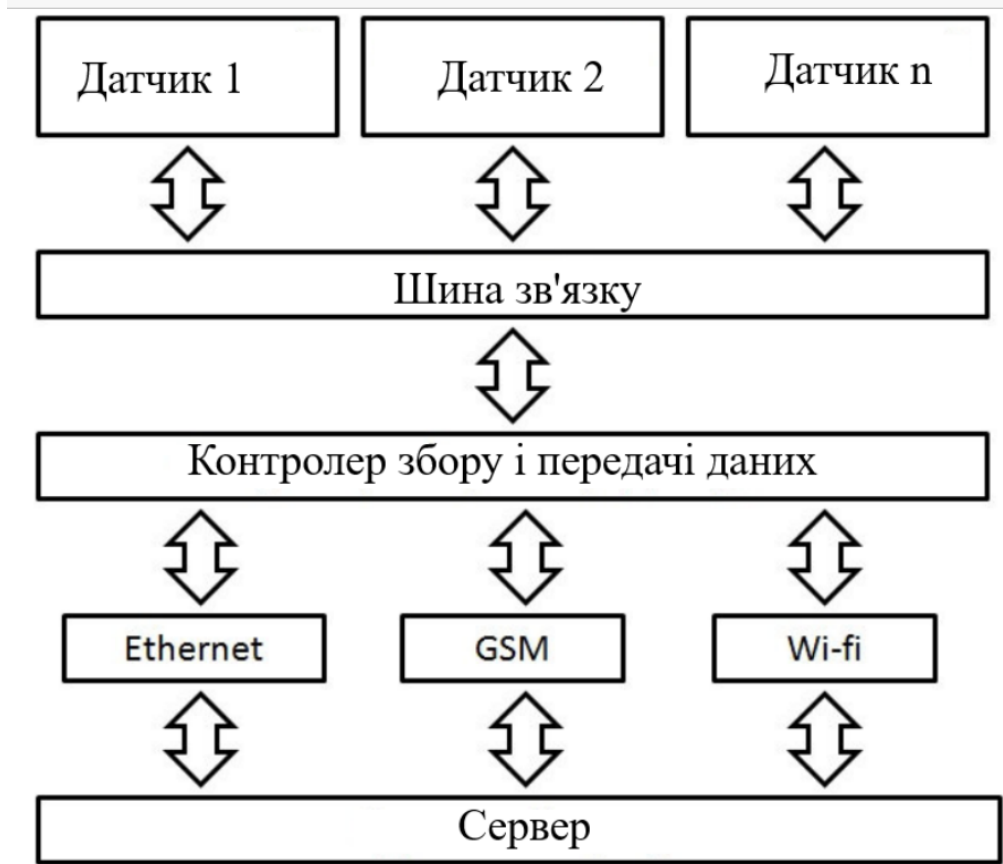 Датчик 1
Датчик 2
Датчик n
Шина зв'язку
Контролер збору і передачі даних
Ethernet
GSM
Wi-fi
Сервер